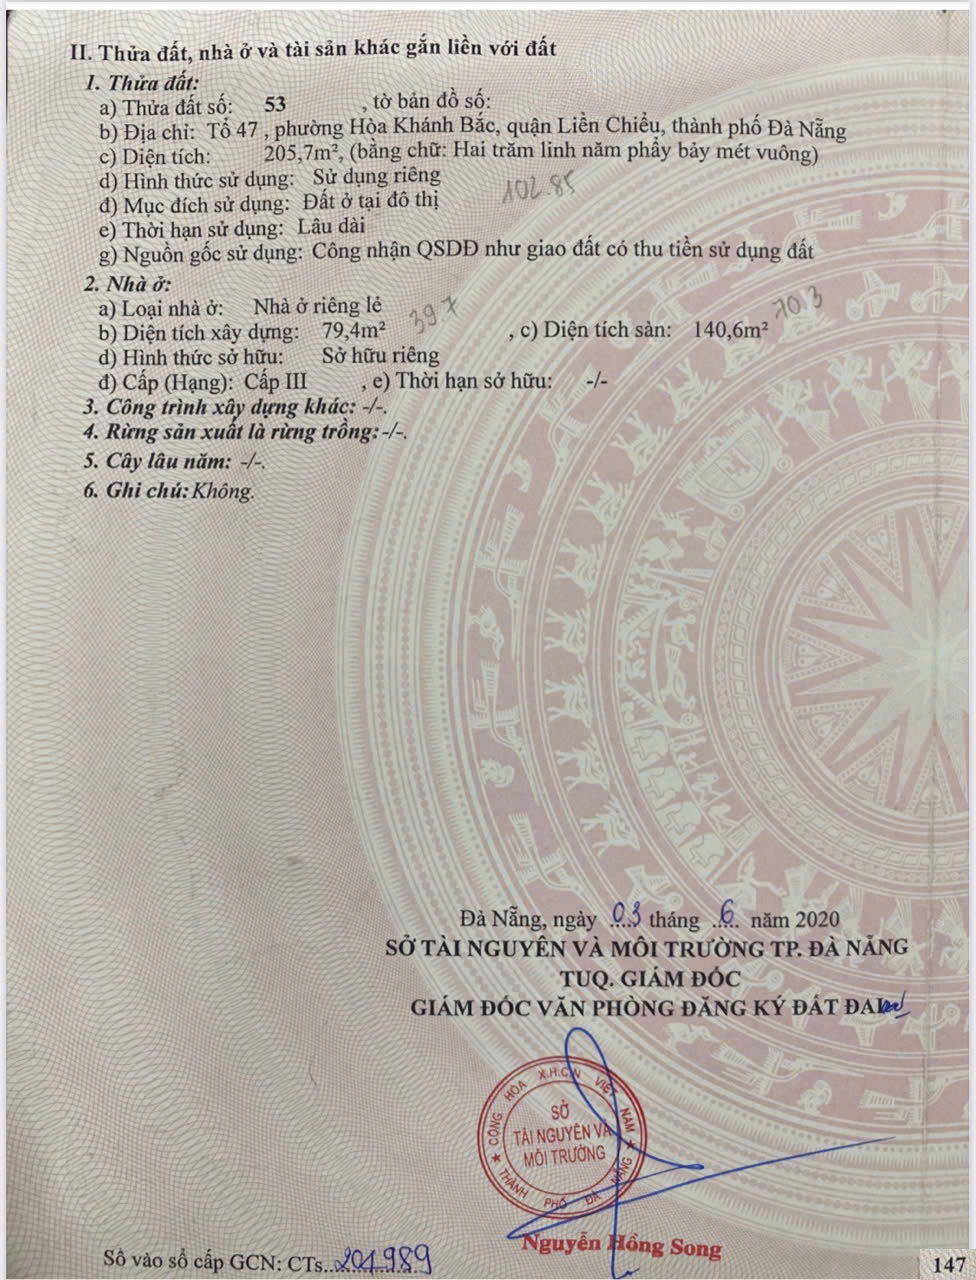 II. Thửa đất, nhà ở và tài sản khác gắn liền với đất
1. Thửa đất:
a) Thửa đất số: 53 , tờ bản đồ số:
b) Địa chỉ: Tổ 47 , phường Hòa Khánh Bắc, quận Liên Chiểu, thành phố Đà Nẵng
c) Diện tích: 205,7m², (bằng chữ: Hai trăm linh năm phẩy bảy mét vuông)
d) Hình thức sử dụng: Sử dụng riêng
102.85
đ) Mục đích sử dụng: Đất ở tại đô thị
e) Thời hạn sử dụng: Lâu dài
g) Nguồn gốc sử dụng: Công nhận QSDĐ như giao đất có thu tiền sử dụng đất
2. Nhà ở:
a) Loại nhà ở: Nhà ở riêng lẻ
39.7 70.3
b) Diện tích xây dựng: 79,4m² , c) Diện tích sàn: 140,6m²
d) Hình thức sở hữu: Sở hữu riêng
đ) Cấp (Hạng): Cấp III , e) Thời hạn sở hữu: -/-
3. Công trình xây dựng khác: -/-.
4. Rừng sản xuất là rừng trồng:-/-.
5. Cây lâu năm: -/-.
6. Ghi chú: Không.
Đà Nẵng, ngày 03 tháng 6 năm 2020
SỞ TÀI NGUYÊN VÀ MÔI TRƯỜNG TP. ĐÀ NẴNG
TUQ. GIÁM ĐỐC
GIÁM ĐỐC VĂN PHÒNG ĐĂNG KÝ ĐẤT ĐAI
CỘNG HÒA X.H.C.N VIỆT NAM
SỞ
TÀI NGUYÊN VÀ
MÔI TRƯỜNG
THÀNH PHỐ ĐÀ NẴNG
Nguyễn Hồng Song
Số vào sổ cấp GCN: CTs..201989
147